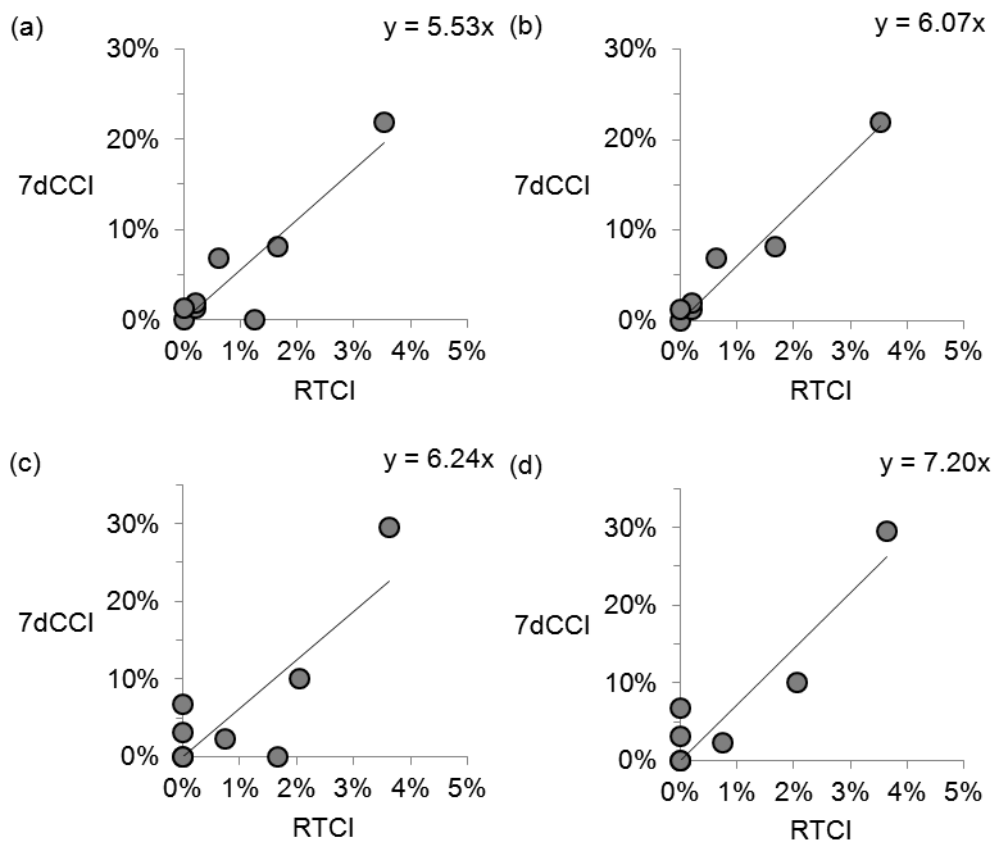 (a)
y = 5.53x
30%
20%
7dCCI
10%
0%
0% 1% 2% 3% 4% 5%
RTCI
(b)
y = 6.07x
30%
20%
7dCCI
10%
0%
0% 1% 2% 3% 4% 5%
RTCI
(c)
y = 6.24x
30%
20%
7dCCI
10%
0%
0% 1% 2% 3% 4% 5%
RTCI
(d)
y = 7.20x
30%
20%
7dCCI
10%
0%
0% 1% 2% 3% 4% 5%
RTCI